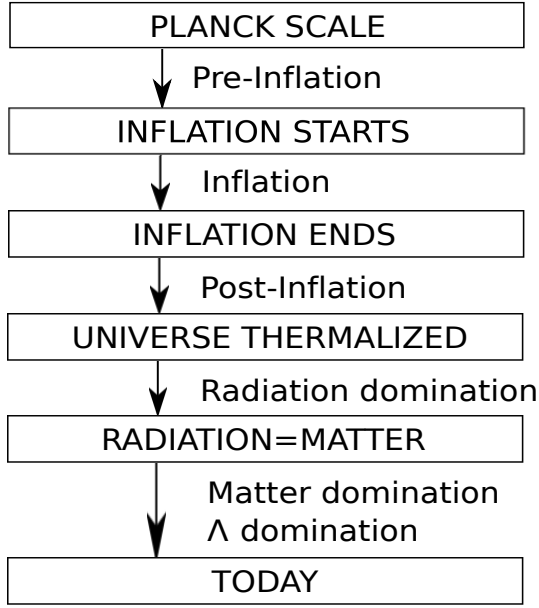 PLANCK SCALE
Pre-Inflation
INFLATION STARTS
Inflation
INFLATION ENDS
Post-Inflation
UNIVERSE THERMALIZED
Radiation domination
RADIATION=MATTER
Matter domination
Λ domination
TODAY